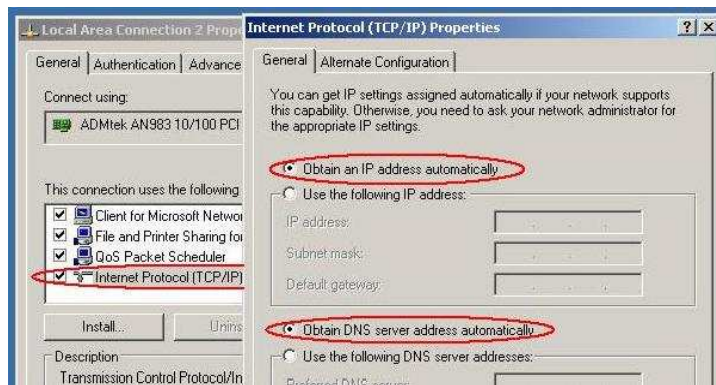 Local Area Connection 2 Prope
General Authentication Advance
Connect using:
ADMtek AN983 10/100 PCI
This connection uses the following
Client for Microsoft Networ
File and Printer Sharing for
QoS Packet Scheduler
Internet Protocol (TCP/IP)
Install...
Unins
Description
Transmission Control Protocol/In
Internet Protocol (TCP/IP) Properties
General Alternate Configuration
You can get IP settings assigned automatically if your network supports
this capability. Otherwise, you need to ask your network administrator for
the appropriate IP settings.
Obtain an IP address automatically
Use the following IP address:
IP address:
Subnet mask:
Default gateway:
Obtain DNS server address automatically
Use the following DNS server addresses:
Preferred DNS server: